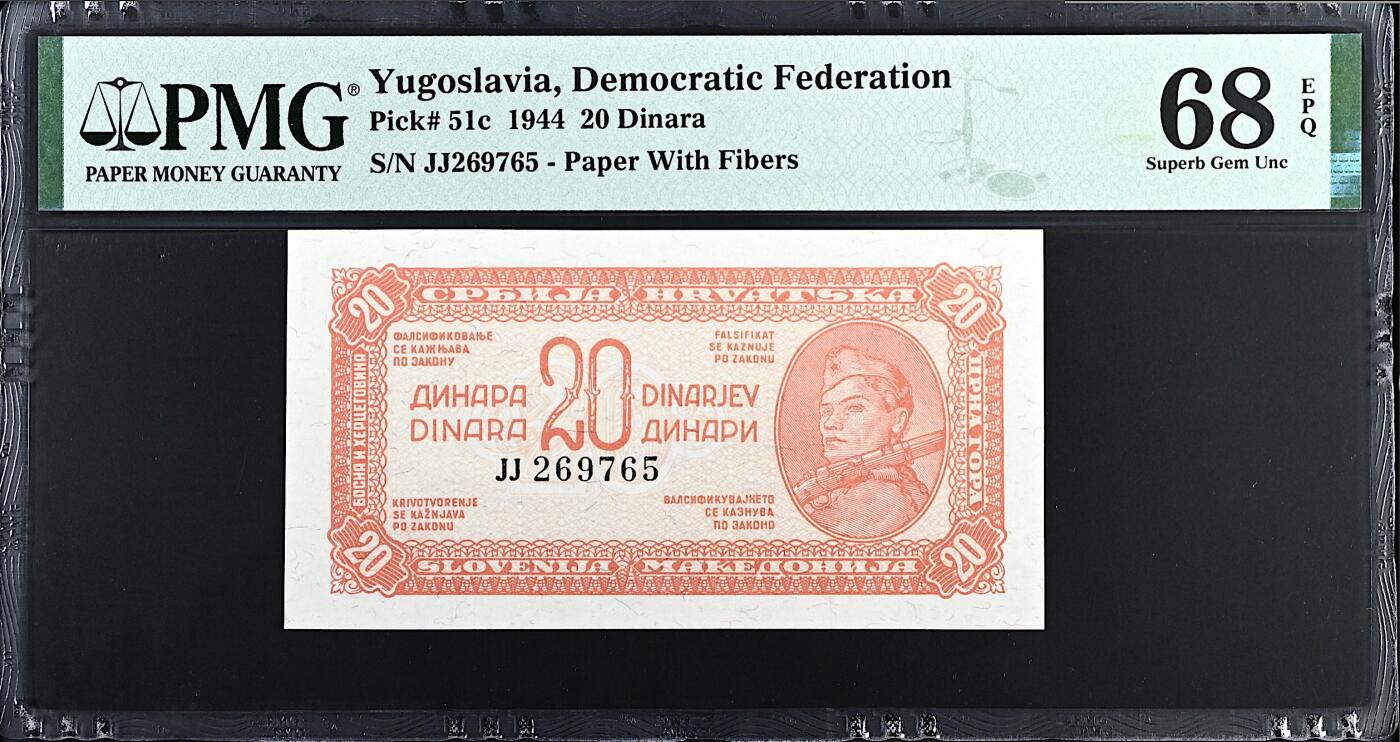 PMG®
PAPER MONEY GUARANTY
Yugoslavia, Democratic Federation
Pick# 51c 1944 20 Dinara
S/N JJ269765 - Paper With Fibers
68
EPQ
Superb Gem Unc
20
СРБИЈА HRVATSKA
20
ФАЛСИФИКОВАЊЕ
СЕ КАЖЊАВА
ПО ЗАКОНУ
FALSIFIKAT
SE KAZNUJE
PO ZAKONU
БОСНА И ХЕРЦЕГОВИНА
ЦРНА ГОРА
ДИНАРА 20 DINARJEV
DINARA ДИНАРИ
JJ 269765
KRIVOTVORENJE
SE KAŽNJAVA
PO ZAKONU
ВАЛСИФИКУВАЈНЕТО
СЕ КАЗНУВА
ПО ЗАКОНО
20
SLOVENIJA МАКЕДОНИЈА
20